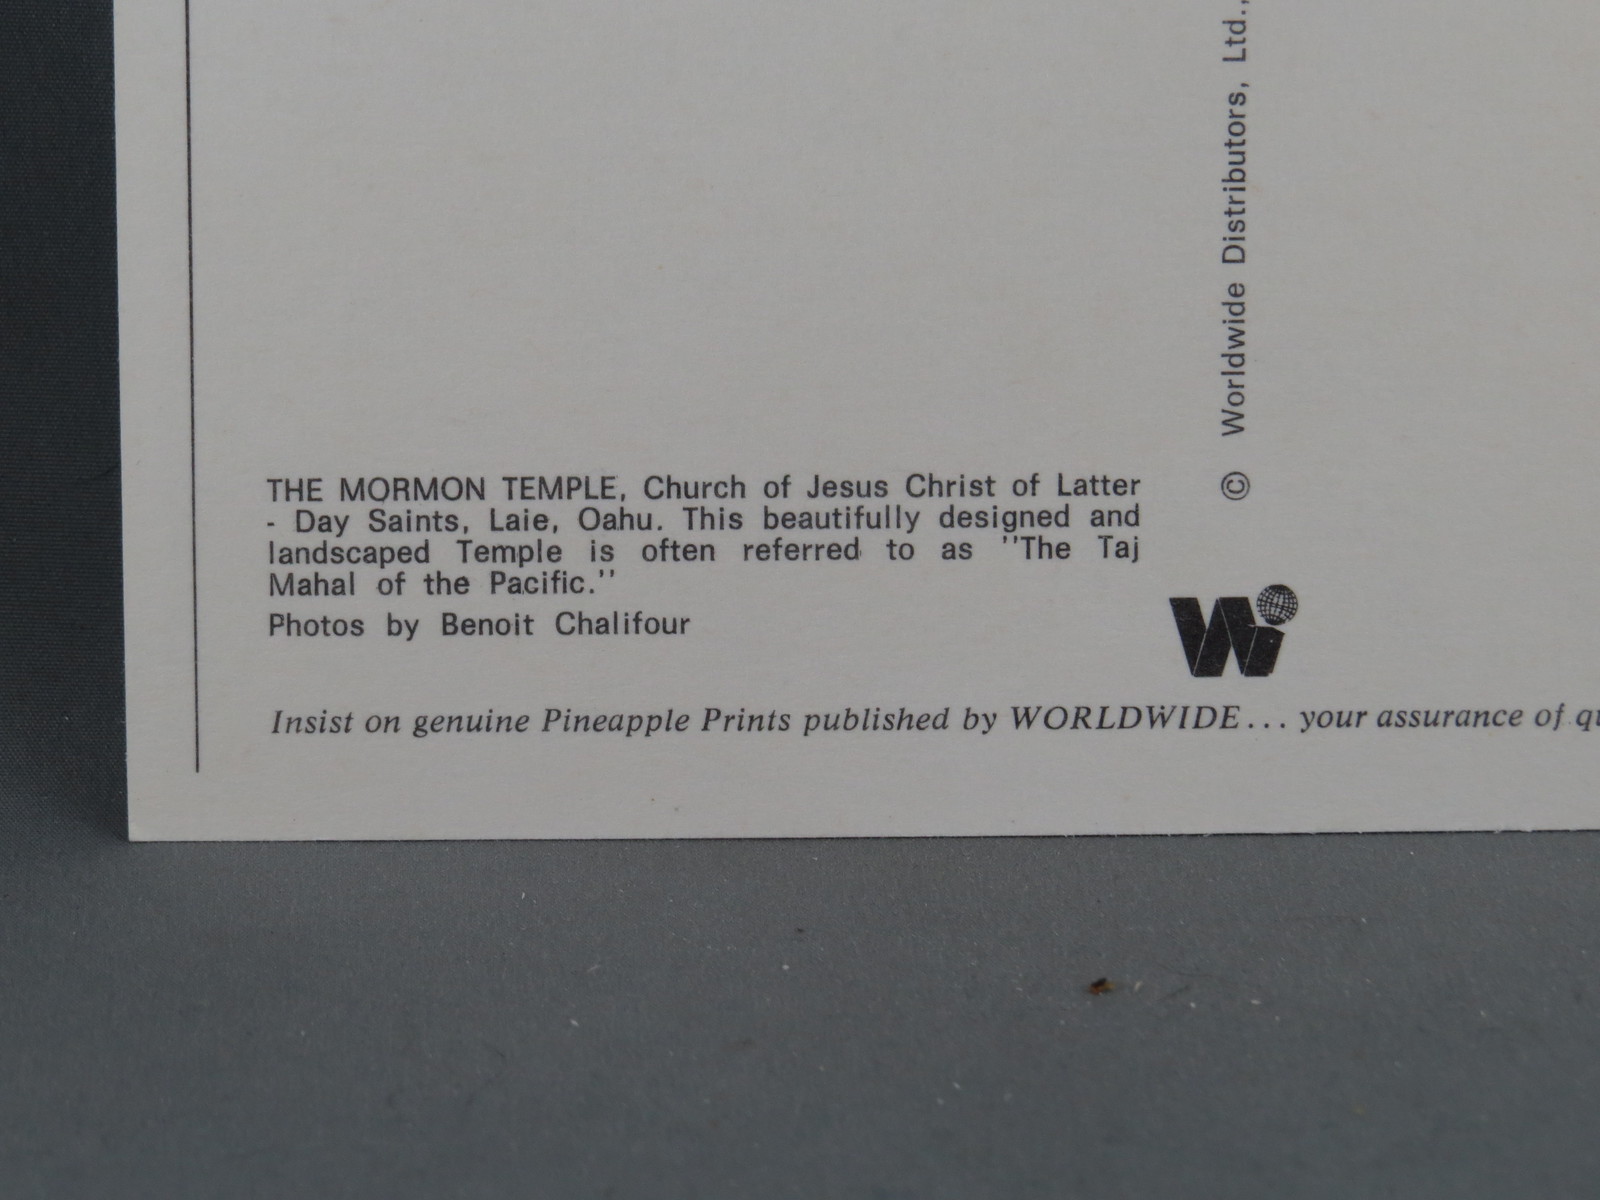 THE MORMON TEMPLE, Church of Jesus Christ of Latter
- Day Saints, Laie, Oahu. This beautifully designed and
landscaped Temple is often referred to as ''The Taj
Mahal of the Pacific.''
Photos by Benoit Chalifour
© Worldwide Distributors, Ltd.,
Wi
Insist on genuine Pineapple Prints published by WORLDWIDE... your assurance of